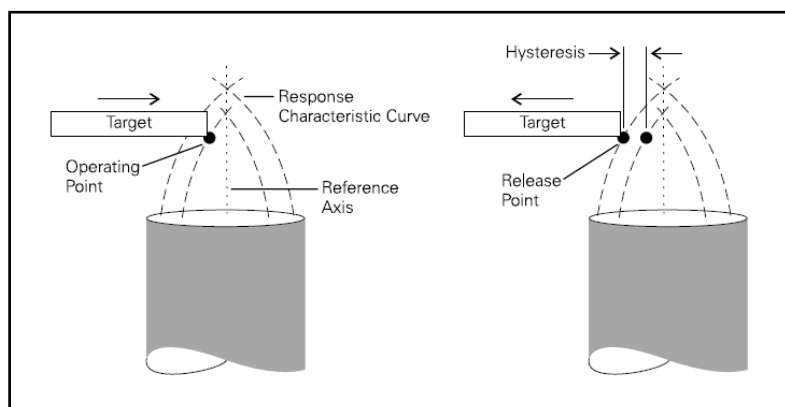 Target
Response
Characteristic Curve
Operating
Point
Reference
Axis
Hysteresis
Target
Release
Point